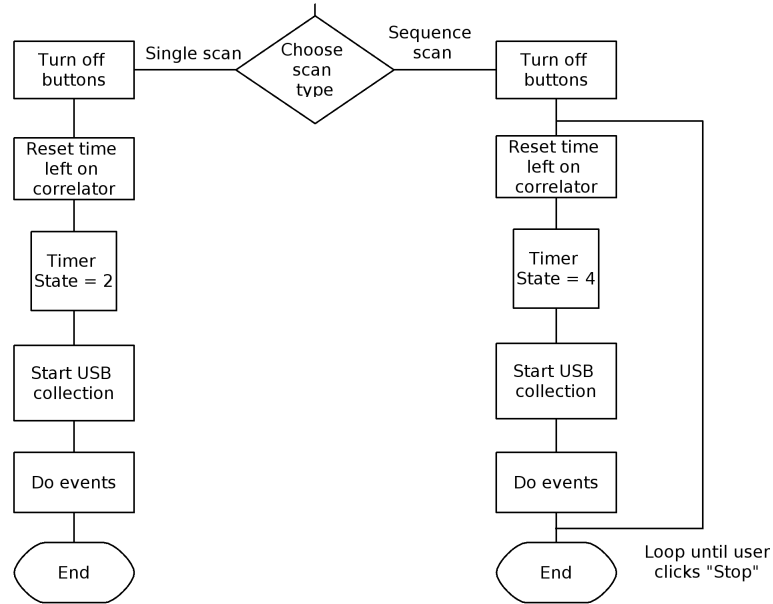 Single scan
Choose
scan
type
Sequence
scan
Turn off
buttons
Reset time
left on
correlator
Timer
State = 2
Start USB
collection
Do events
End
Turn off
buttons
Reset time
left on
correlator
Timer
State = 4
Start USB
collection
Do events
End
Loop until user
clicks "Stop"